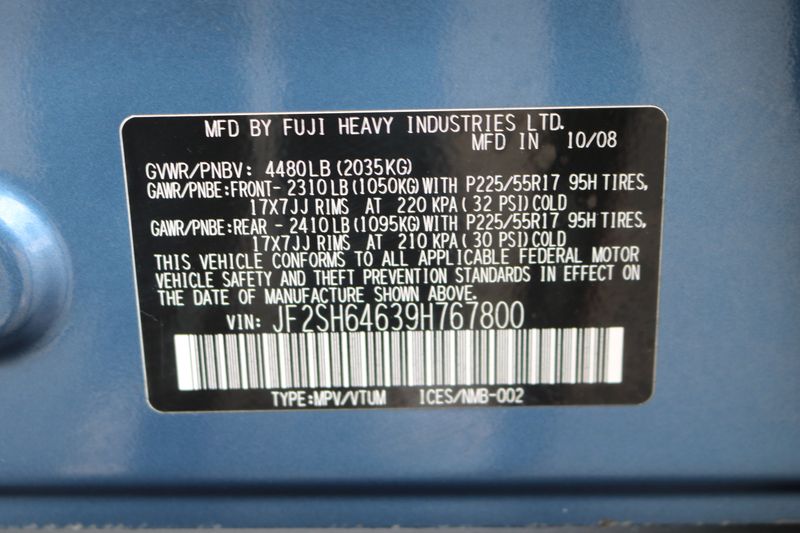 MFD BY FUJI HEAVY INDUSTRIES LTD.
MFD IN 10/08
GVWR/PNBV: 4480LB (2035KG)
GAWR/PNBE:FRONT- 2310LB(1050KG)WITH P225/55R17 95H TIRES,
17X7JJ RIMS AT 220 KPA( 32 PSI)COLD
GAWR/PNBE:REAR - 2410LB(1095KG)WITH P225/55R17 95H TIRES,
17X7JJ RIMS AT 210 KPA( 30 PSI)COLD
THIS VEHICLE CONFORMS TO ALL APPLICABLE FEDERAL MOTOR
VEHICLE SAFETY AND THEFT PREVENTION STANDARDS IN EFFECT ON
THE DATE OF MANUFACTURE SHOWN ABOVE.
VIN: JF2SH64639H767800
TYPE:MPV/VTUM ICES/NMB-002